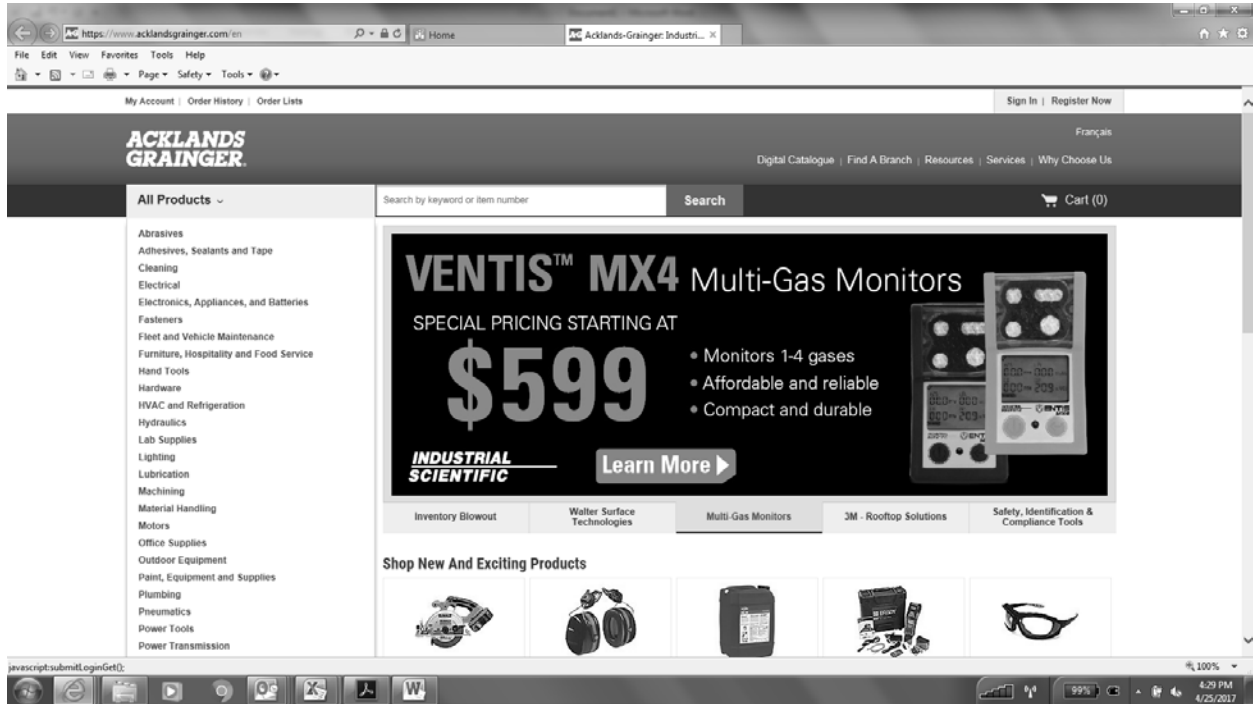 https://www.acklandsgrainger.com/en
Home
Acklands-Grainger: Industri...
File Edit View Favorites Tools Help
Page Safety Tools
My Account | Order History | Order Lists
Sign In | Register Now
ACKLANDS
GRAINGER
Français
Digital Catalogue | Find A Branch | Resources | Services | Why Choose Us
All Products
Search by keyword or item number
Search
Cart (0)
Abrasives
Adhesives, Sealants and Tape
Cleaning
Electrical
Electronics, Appliances, and Batteries
Fasteners
Fleet and Vehicle Maintenance
Furniture, Hospitality and Food Service
Hand Tools
Hardware
HVAC and Refrigeration
Hydraulics
Lab Supplies
Lighting
Lubrication
Machining
Material Handling
Motors
Office Supplies
Outdoor Equipment
Paint, Equipment and Supplies
Plumbing
Pneumatics
Power Tools
Power Transmission
VENTIS™ MX4 Multi-Gas Monitors
SPECIAL PRICING STARTING AT
$599
• Monitors 1-4 gases
• Affordable and reliable
• Compact and durable
INDUSTRIAL
SCIENTIFIC
Learn More
Inventory Blowout
Walter Surface
Technologies
Multi-Gas Monitors
3M - Rooftop Solutions
Safety, Identification &
Compliance Tools
Shop New And Exciting Products
javascript:submitLoginGet();
100%
99%
4:29 PM
4/25/2017